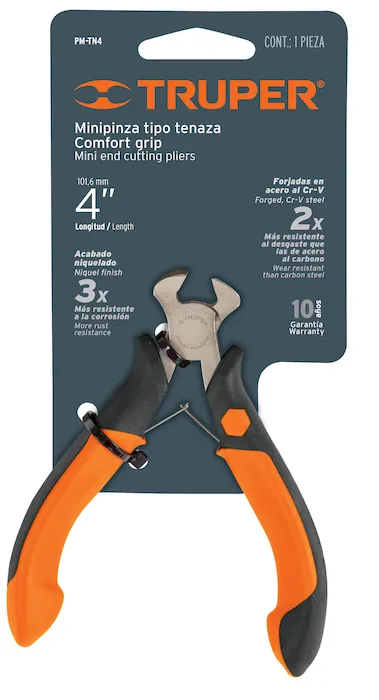 PM-TN4
CONT.: 1 PIEZA
TRUPER®
Minipinza tipo tenaza
Comfort grip
Mini end cutting pliers
101,6 mm
4"
Longitud / Length
Forjadas en
acero al Cr-V
Forged, Cr-V steel
2x
Más resistente
al desgaste que
las de acero
al carbono
Wear resistant
than carbon steel
Acabado
niquelado
Niquel finish
3x
Más resistente
a la corrosión
More rust
resistance
10 años
Garantía
Warranty
TRUPER